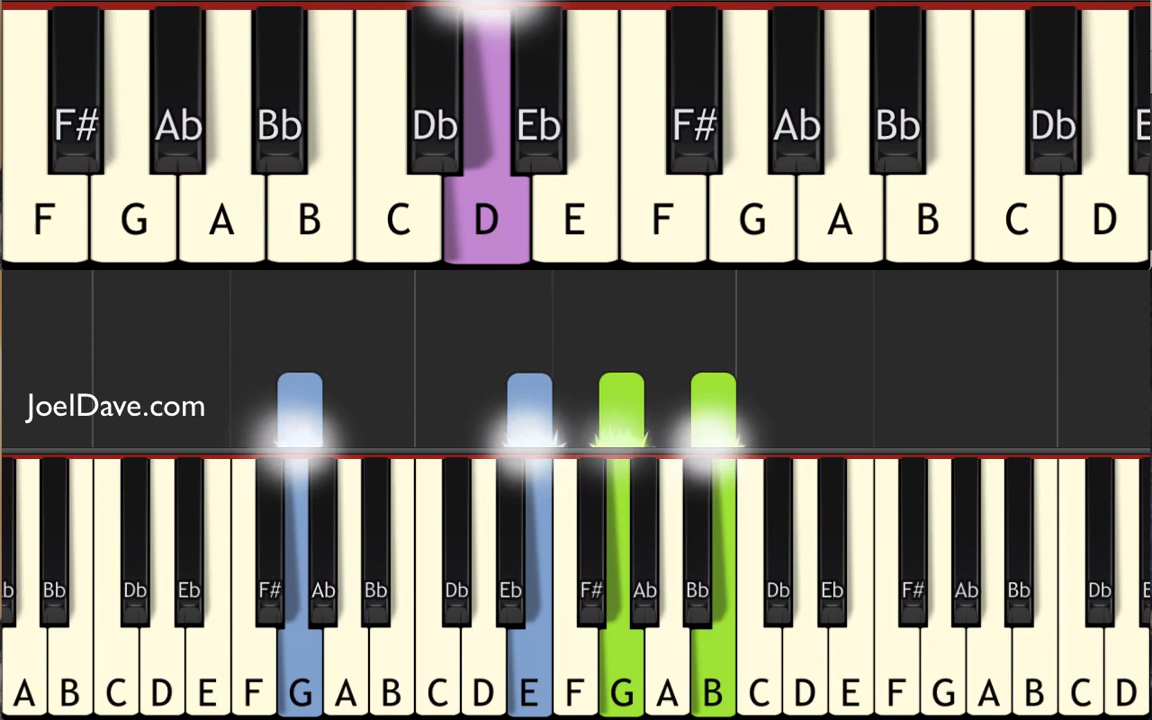 F# Ab Bb Db Eb F# Ab Bb Db E
F G A B C D E F G A B C D
JoelDave.com
b Bb Db Eb F# Ab Bb Db Eb F# Ab Bb Db Eb F# Ab Bb Db E
A B C D E F G A B C D E F G A B C D E F G A B C D